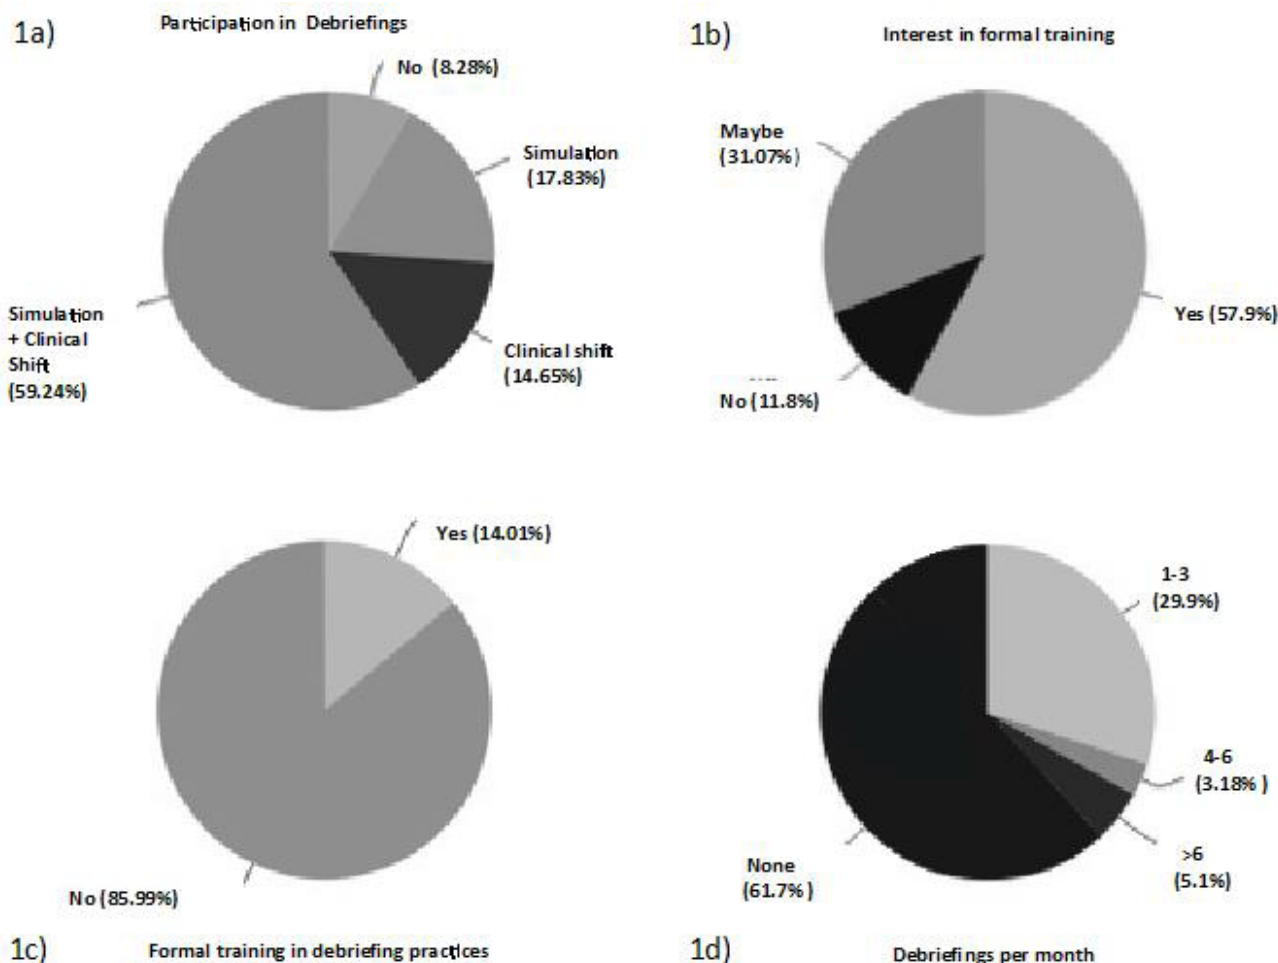 1a)
Participation in Debriefings
No (8.28%)
Simulation
(17.83%)
Clinical shift
(14.65%)
Simulation
+ Clinical
Shift
(59.24%)
1b)
Interest in formal training
Maybe
(31.07%)
Yes (57.9%)
No (11.8%)
Yes (14.01%)
No (85.99%)
1c)
Formal training in debriefing practices
1-3
(29.9%)
4-6
(3.18% )
>6
(5.1%)
None
(61.7% )
1d)
Debriefings per month